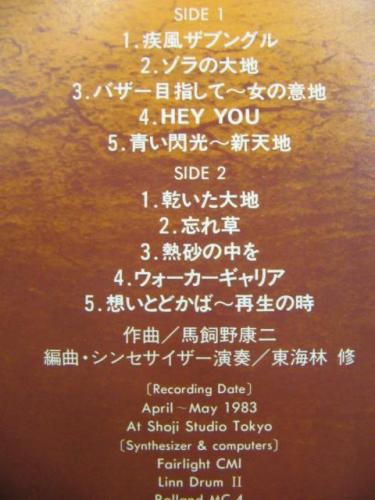 SIDE 1
1.疾風ザブングル
2.ゾラの大地
3.バザー目指して〜女の意地
4.HEY YOU
5.青い閃光〜新天地
SIDE 2
1.乾いた大地
2.忘れ草
3.熱砂の中を
4.ウォーカーギャリア
5.想いとどかば〜再生の時
作曲／馬飼野康二
編曲・シンセサイザー演奏／東海林 修
〔Recording Date〕
April〜May 1983
At Shoji Studio Tokyo
〔Synthesizer & computers〕
Fairlight CMI
Linn Drum II
Rolland MC-4